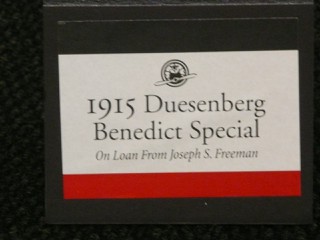 1915 Duesenberg
Benedict Special
On Loan From Joseph S. Freeman